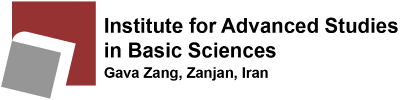 Institute for Advanced Studies
in Basic Sciences
Gava Zang, Zanjan, Iran